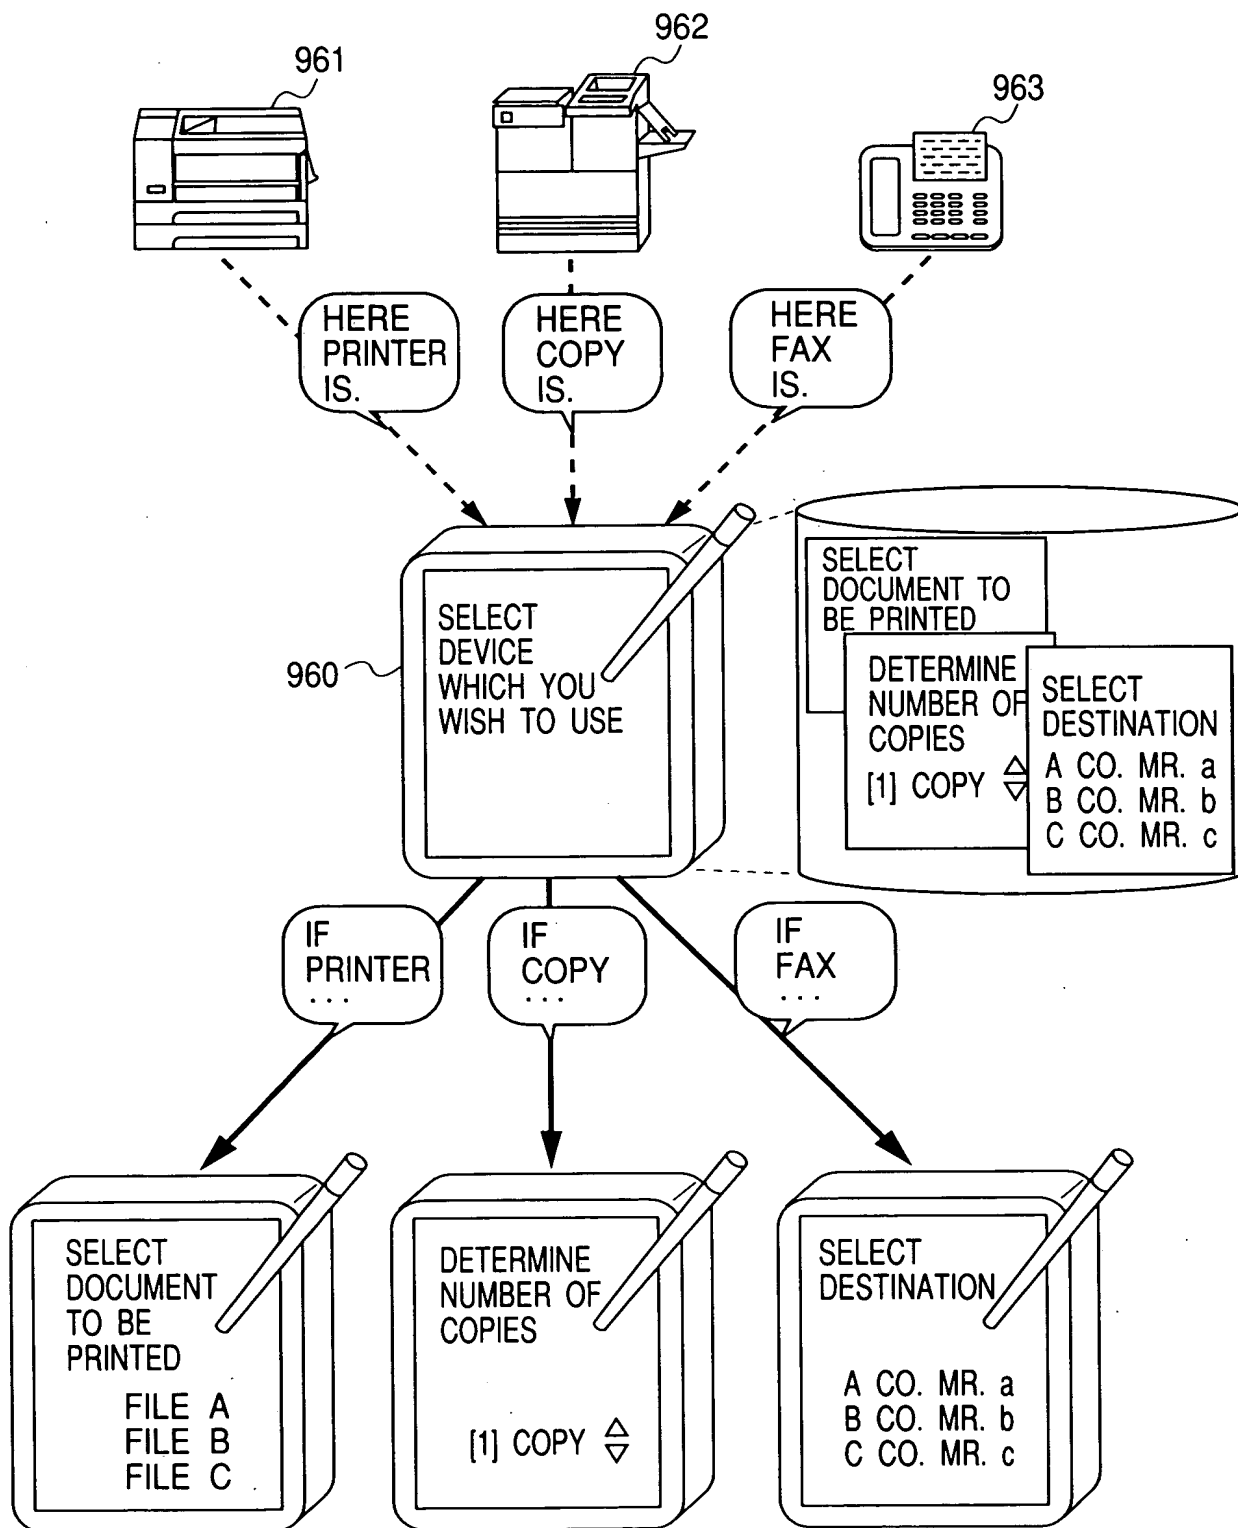 961
962
963
HERE
PRINTER
IS.
HERE
COPY
IS.
HERE
FAX
IS.
960
SELECT
DEVICE
WHICH YOU
WISH TO USE
SELECT
DOCUMENT TO
BE PRINTED
DETERMINE
NUMBER OF
COPIES
[1] COPY
SELECT
DESTINATION
A CO. MR. a
B CO. MR. b
C CO. MR. c
IF
PRINTER
...
IF
COPY
...
IF
FAX
...
SELECT
DOCUMENT
TO BE
PRINTED
FILE A
FILE B
FILE C
DETERMINE
NUMBER OF
COPIES
[1] COPY
SELECT
DESTINATION
A CO. MR. a
B CO. MR. b
C CO. MR. c